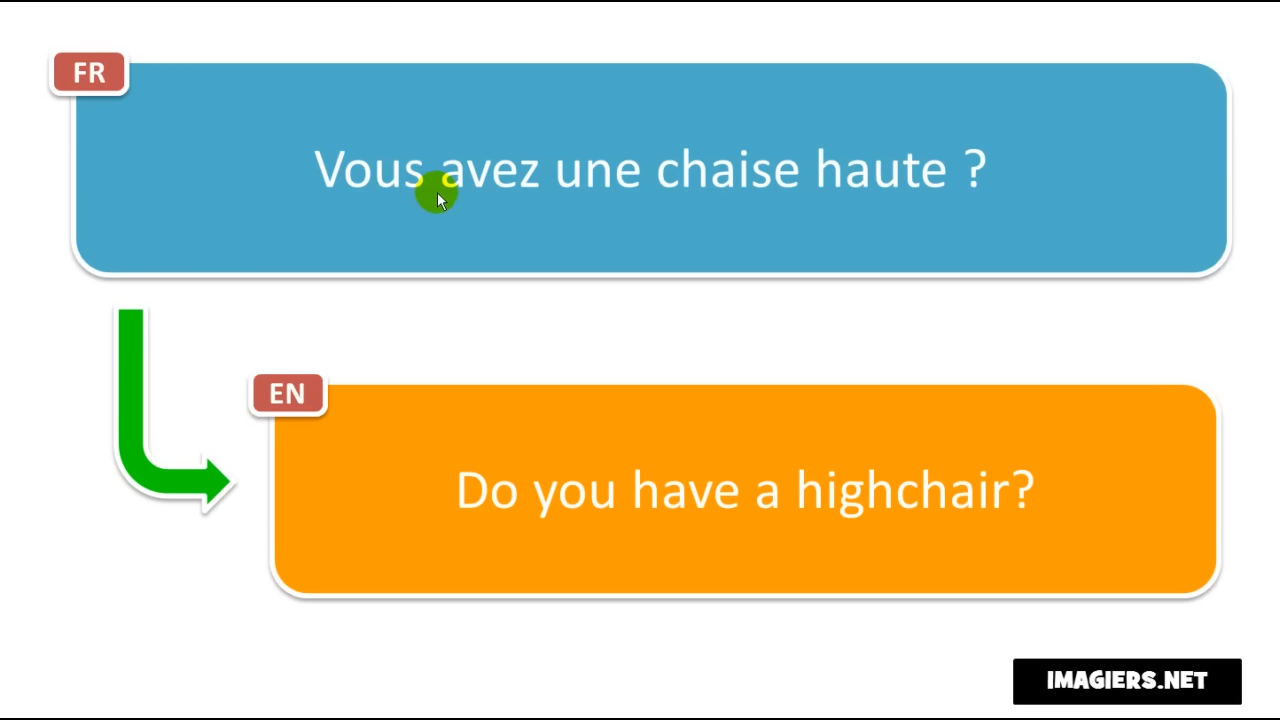 FR
Vous avez une chaise haute ?
EN
Do you have a highchair?
IMAGIERS.NET